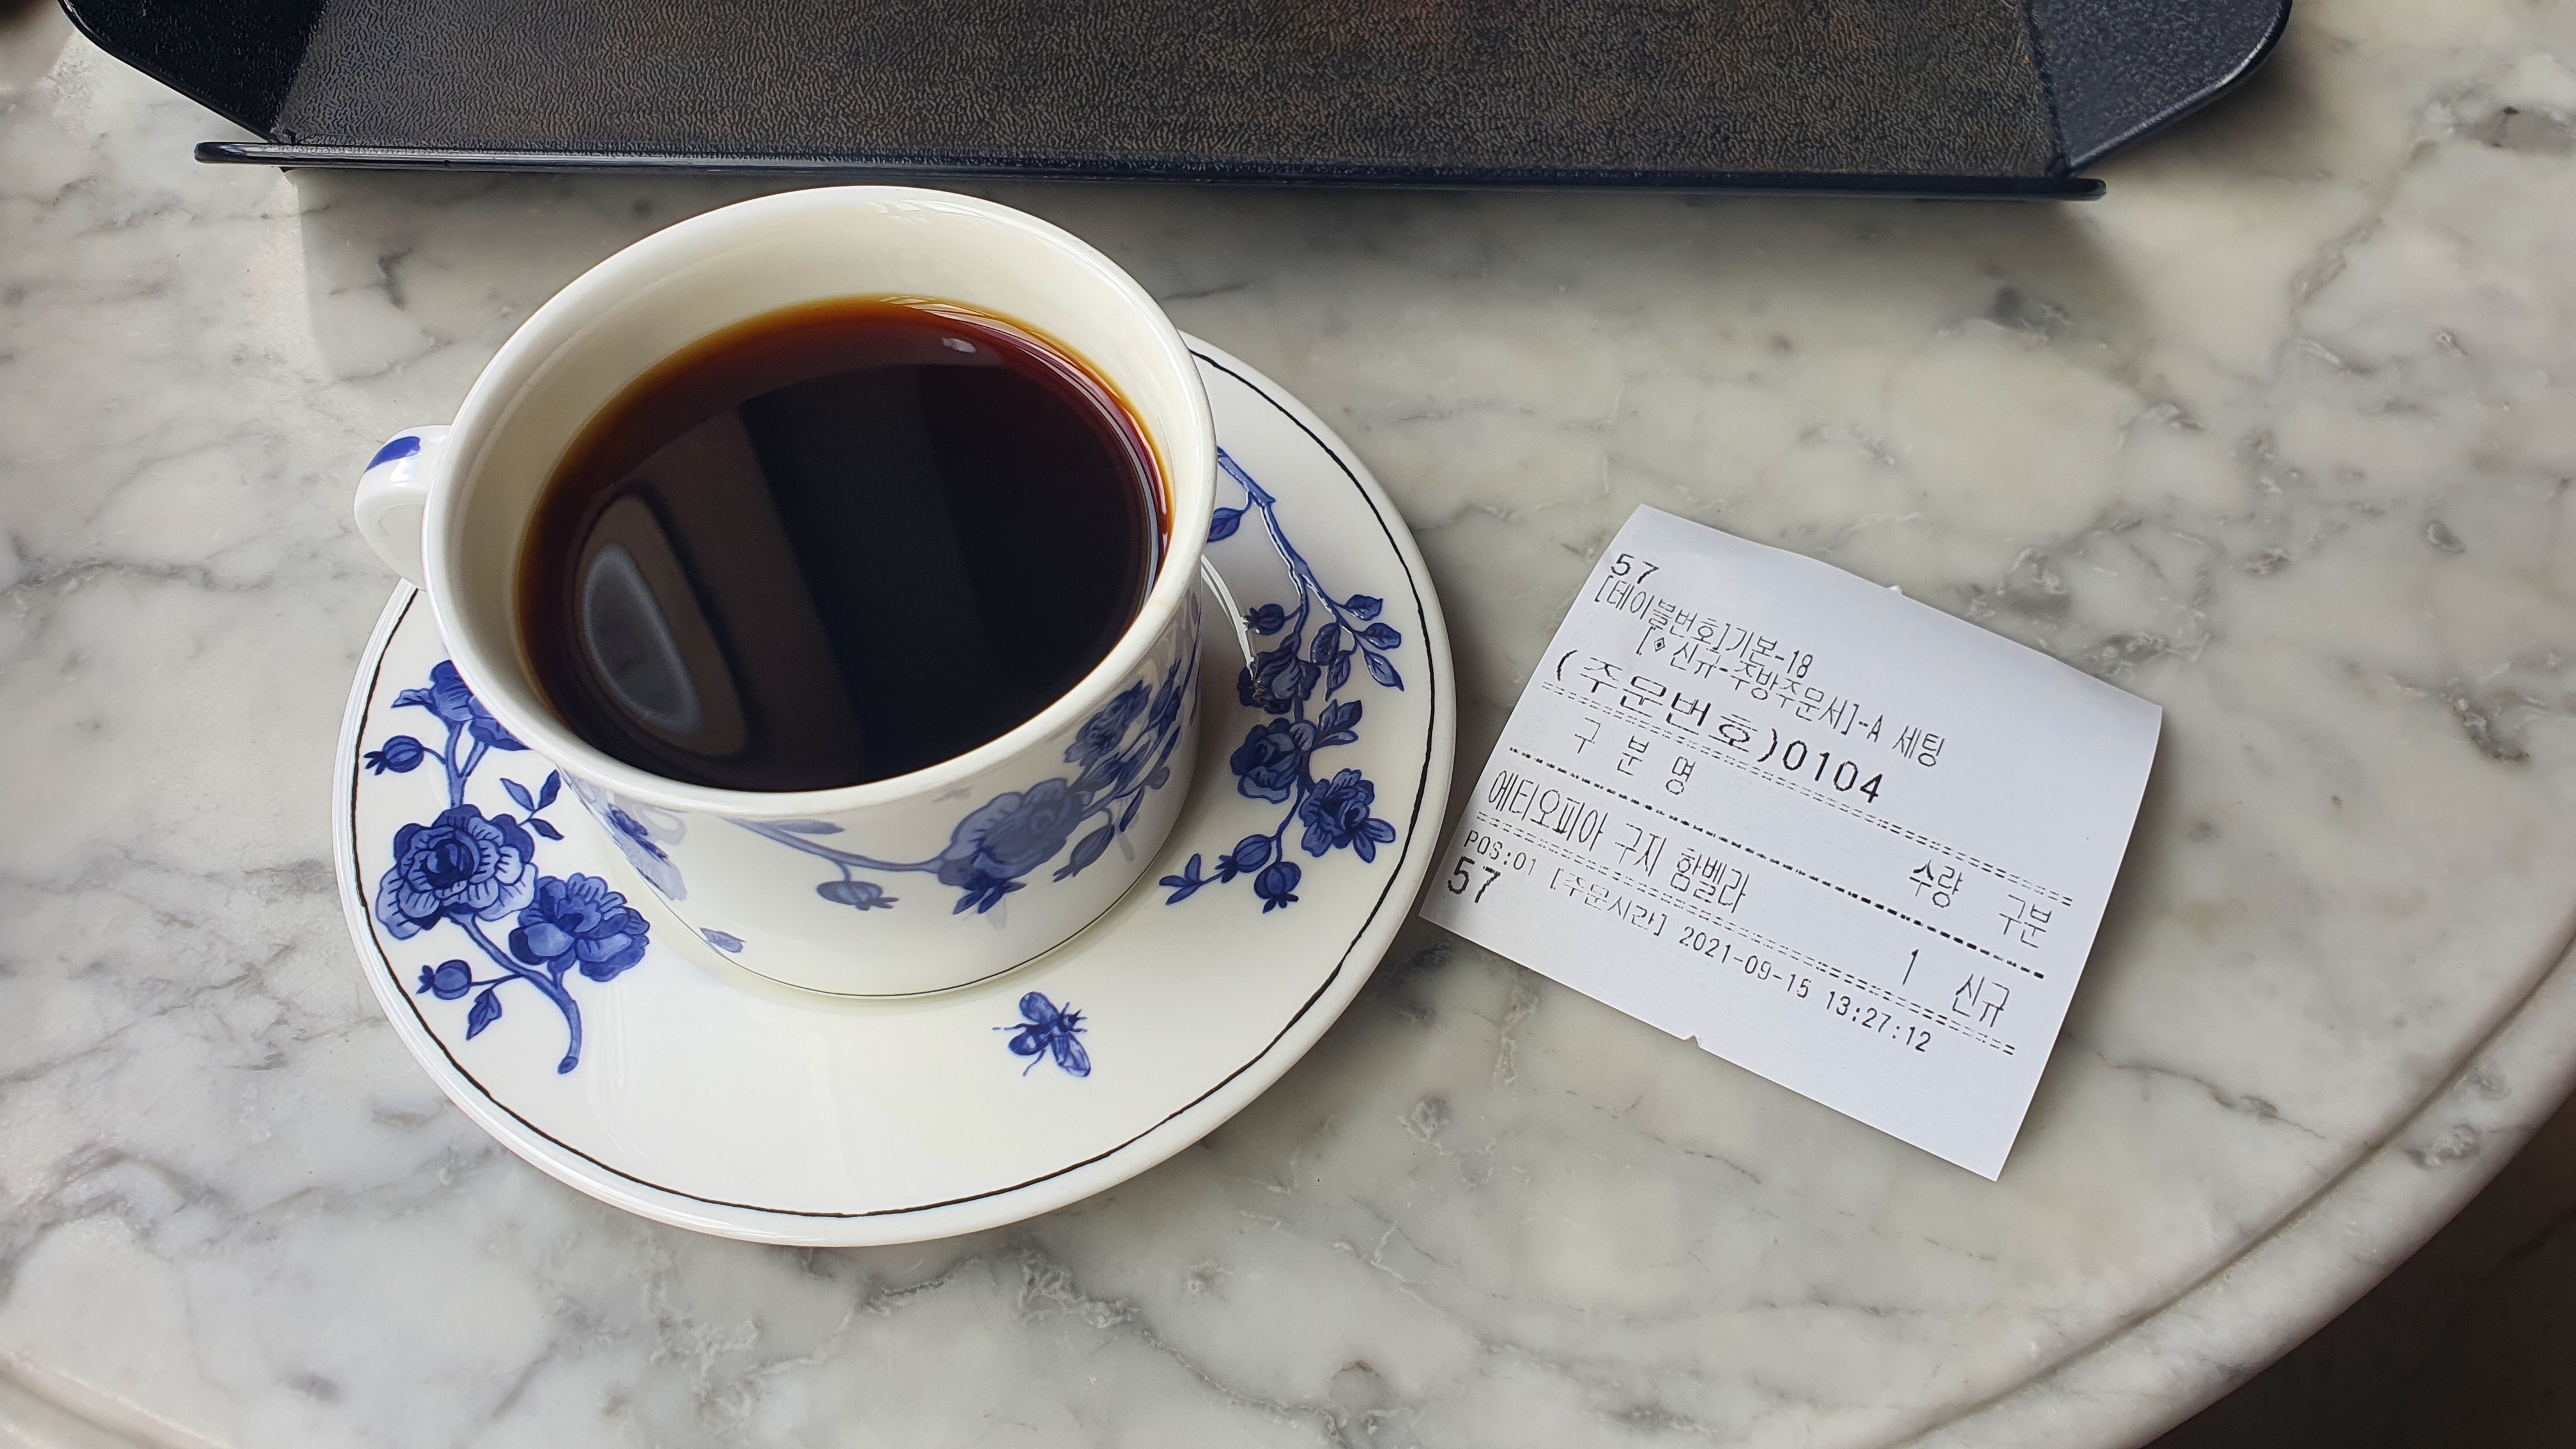 57
[테이블번호]기본-18
[◈신규-주방주문서]-A 세팅
(주문번호)0104
구 분 명 수량 구분
에티오피아 구지 함벨라 1 신규
POS:01 [주문시간] 2021-09-15 13:27:12
57